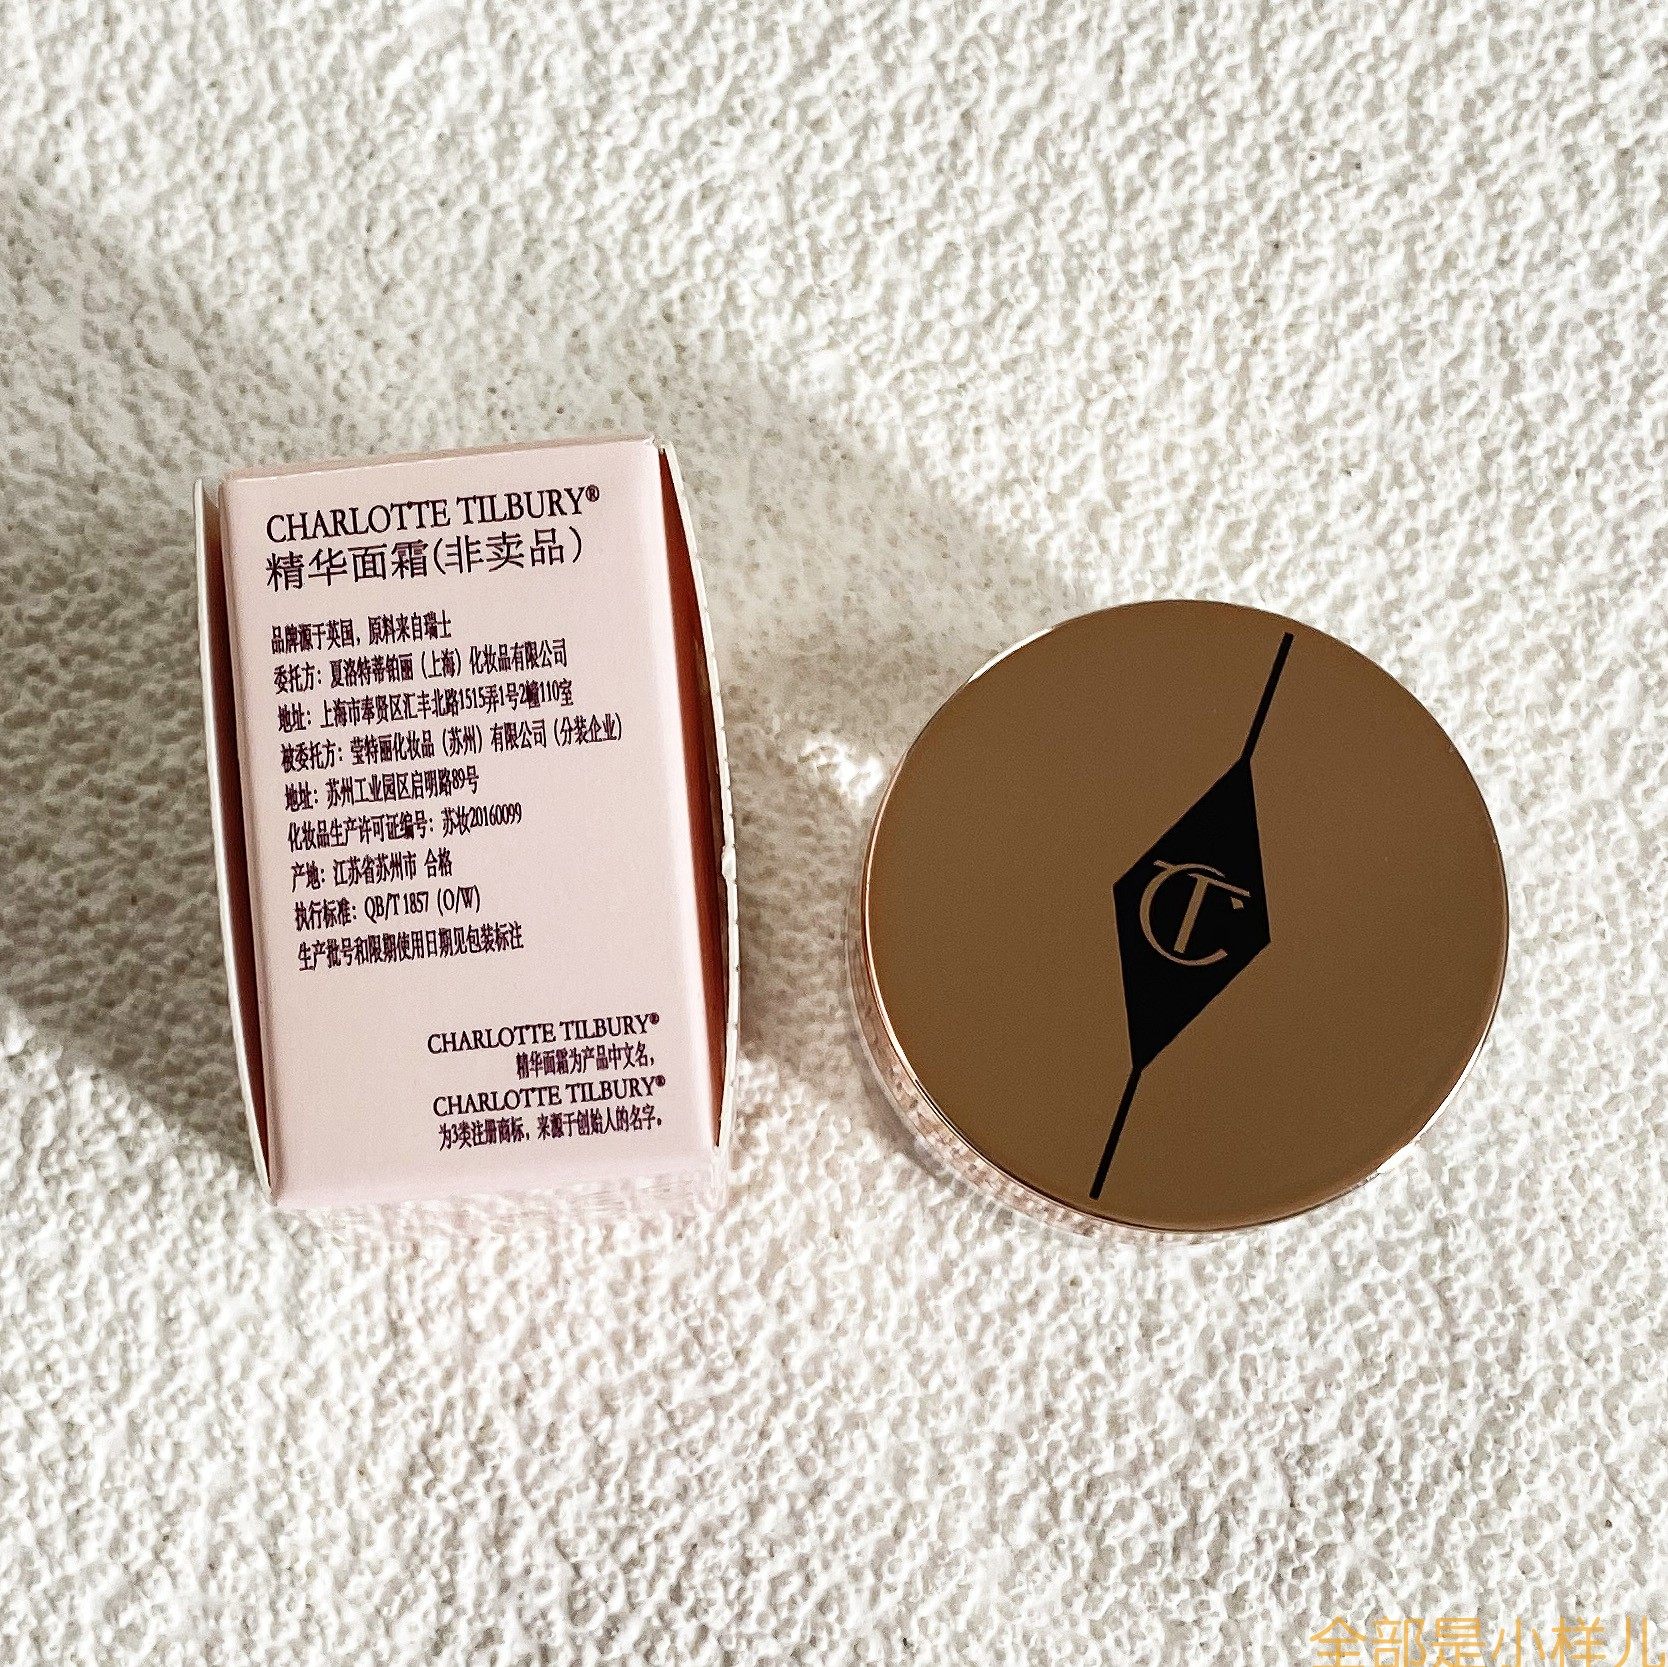 CHARLOTTE TILBURY®
精华面霜(非卖品)
品牌源于英国，原料来自瑞士
委托方：夏洛特蒂铂丽（上海）化妆品有限公司
地址：上海市奉贤区汇丰北路1515弄1号2幢110室
被委托方：莹特丽化妆品（苏州）有限公司（分装企业）
地址：苏州工业园区启明路89号
化妆品生产许可证编号：苏妆20160099
产地：江苏省苏州市 合格
执行标准：QB/T 1857（O/W）
生产批号和限期使用日期见包装标注
CHARLOTTE TILBURY®
精华面霜为产品中文名，
CHARLOTTE TILBURY®
为3类注册商标，来源于创始人的名字。
CT
全部是小样儿